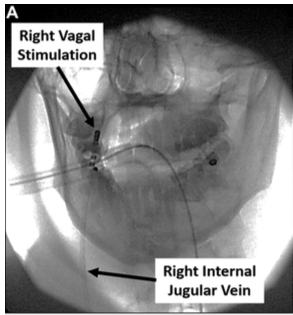 A
Right Vagal
Stimulation
Right Internal
Jugular Vein